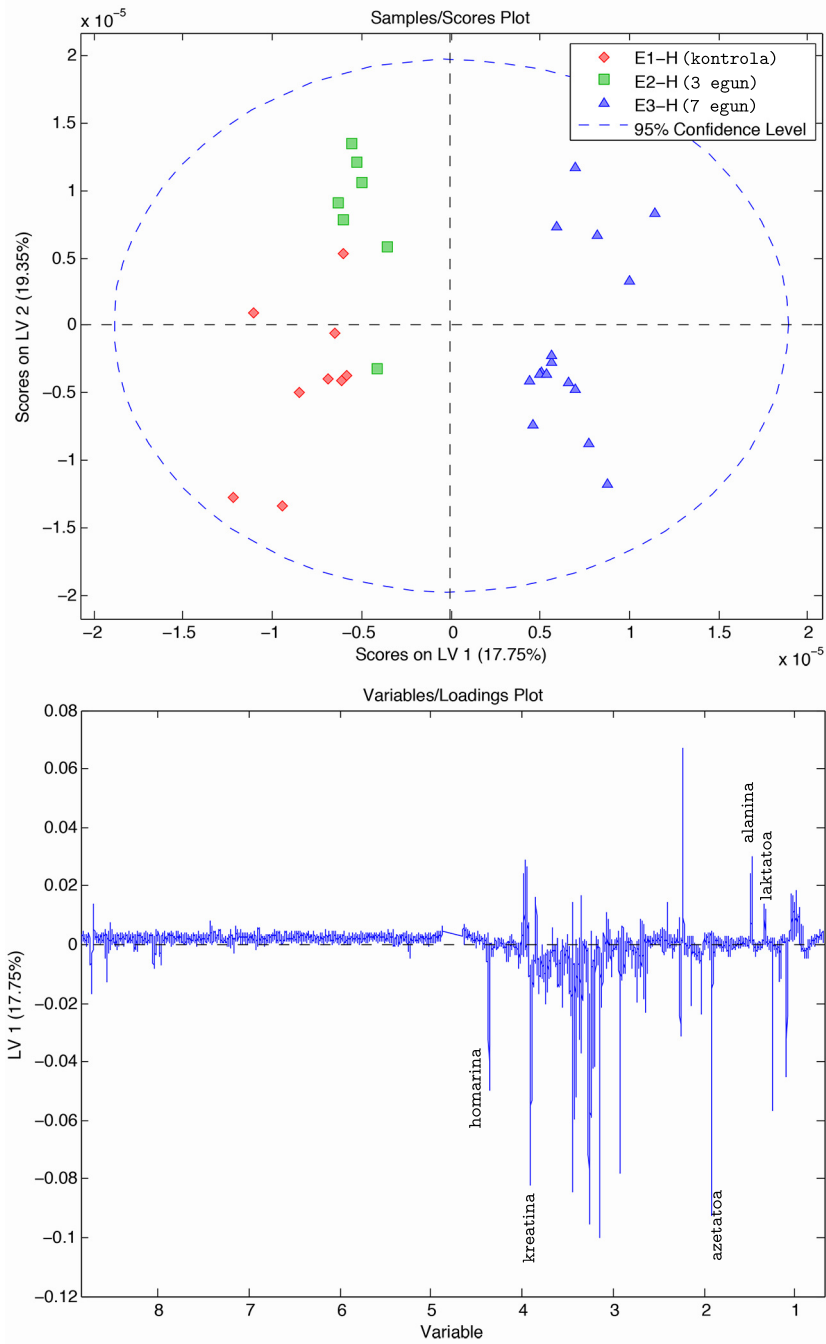 Samples/Scores Plot
x 10⁻⁵
E1-H (kontrola)
E2-H (3 egun)
E3-H (7 egun)
95% Confidence Level
2
1.5
1
0.5
0
-0.5
-1
-1.5
-2
Scores on LV 2 (19.35%)
-2 -1.5 -1 -0.5 0 0.5 1 1.5 2
Scores on LV 1 (17.75%)
x 10⁻⁵
Variables/Loadings Plot
0.08
0.06
0.04
0.02
0
-0.02
-0.04
-0.06
-0.08
-0.1
-0.12
LV 1 (17.75%)
homarina
kreatina
azetatoa
alanina
laktatoa
8 7 6 5 4 3 2 1
Variable